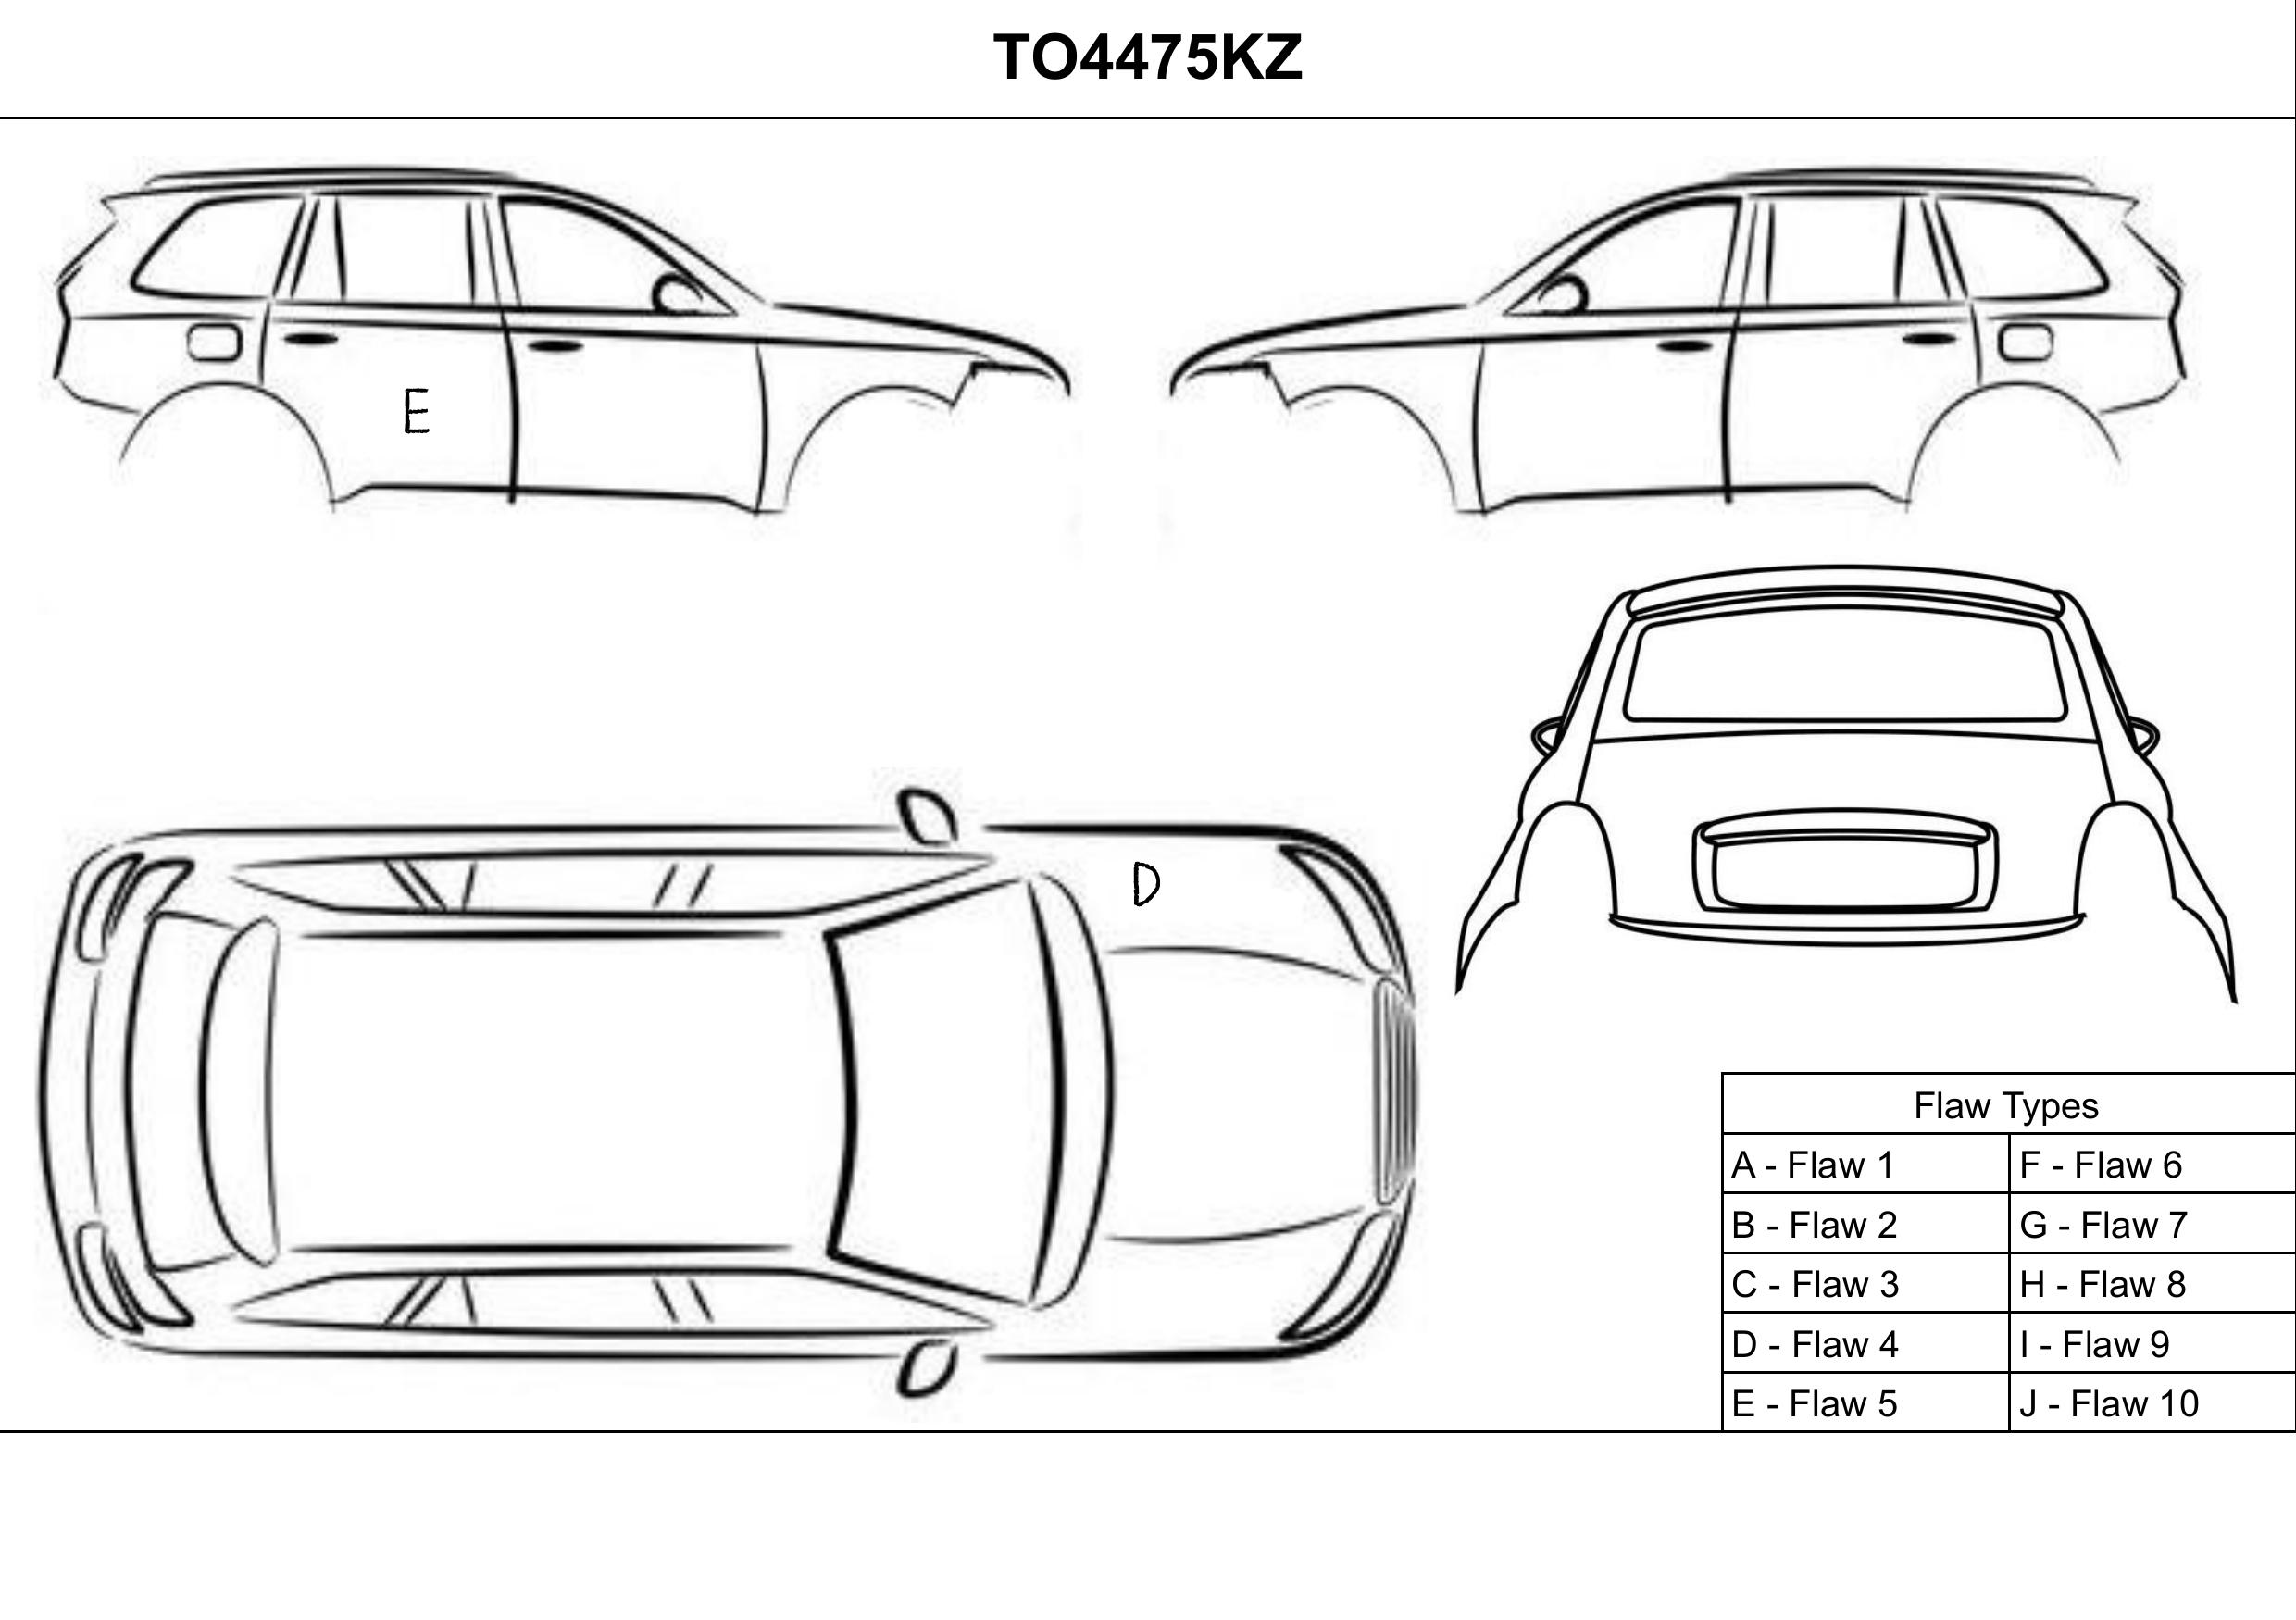 TO4475KZ
E
D
Flaw Types
A - Flaw 1 F - Flaw 6
B - Flaw 2 G - Flaw 7
C - Flaw 3 H - Flaw 8
D - Flaw 4 I - Flaw 9
E - Flaw 5 J - Flaw 10